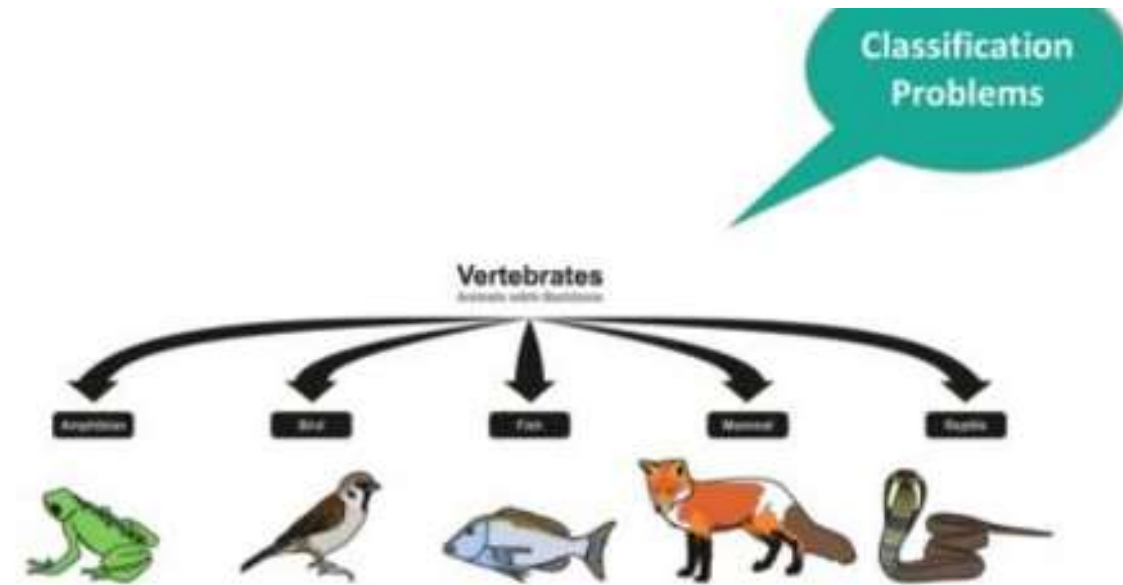 Classification
Problems
Vertebrates
Animals with Backbone
Amphibian
Bird
Fish
Mammal
Reptile